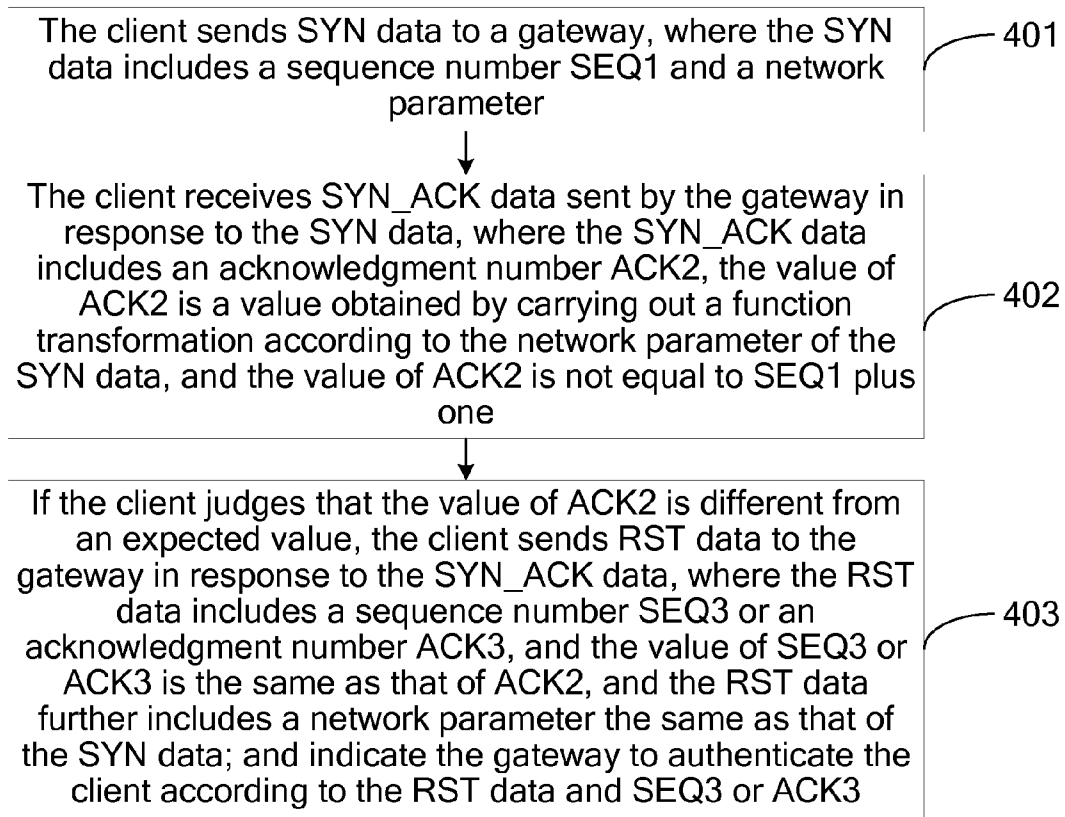 The client sends SYN data to a gateway, where the SYN
data includes a sequence number SEQ1 and a network
parameter
401
The client receives SYN_ACK data sent by the gateway in
response to the SYN data, where the SYN_ACK data
includes an acknowledgment number ACK2, the value of
ACK2 is a value obtained by carrying out a function
transformation according to the network parameter of the
SYN data, and the value of ACK2 is not equal to SEQ1 plus
one
402
If the client judges that the value of ACK2 is different from
an expected value, the client sends RST data to the
gateway in response to the SYN_ACK data, where the RST
data includes a sequence number SEQ3 or an
acknowledgment number ACK3, and the value of SEQ3 or
ACK3 is the same as that of ACK2, and the RST data
further includes a network parameter the same as that of
the SYN data; and indicate the gateway to authenticate the
client according to the RST data and SEQ3 or ACK3
403